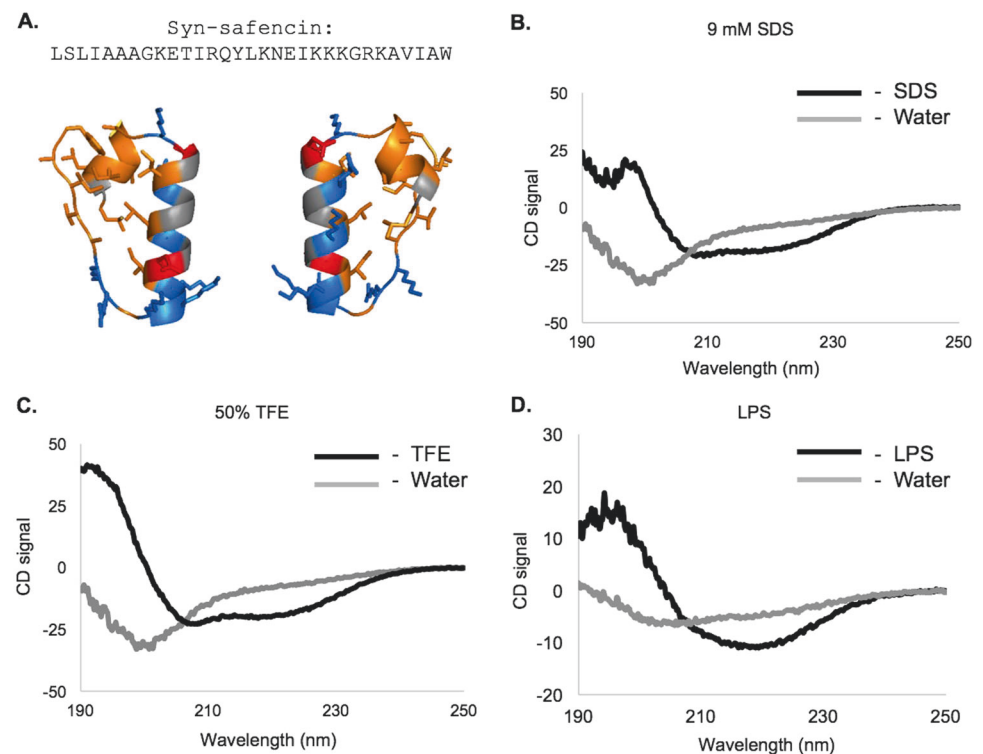 A.
Syn-safencin:
LSLIAAAGKETIRQYLKNEIKKKGRKAVIAW
B.
9 mM SDS
- SDS
- Water
50
25
0
-25
-50
CD signal
190 210 230 250
Wavelength (nm)
C.
50% TFE
- TFE
- Water
50
25
0
-25
-50
CD signal
190 210 230 250
Wavelength (nm)
D.
LPS
- LPS
- Water
30
20
10
0
-10
-20
CD signal
190 210 230 250
Wavelength (nm)